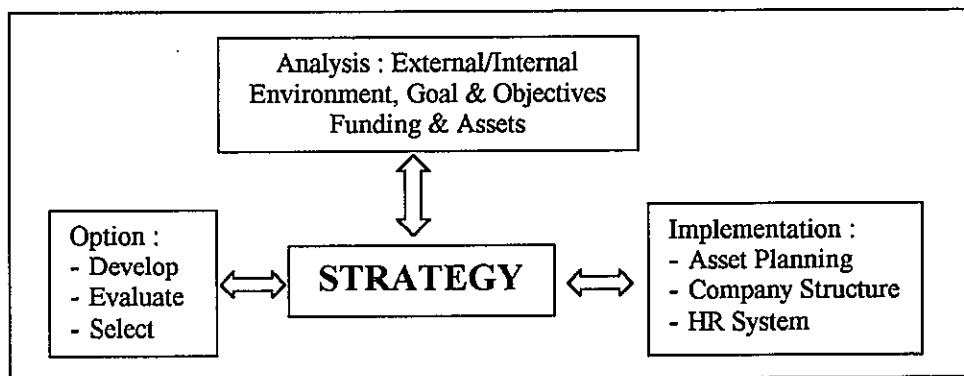 Analysis : External/Internal
Environment, Goal & Objectives
Funding & Assets
Option :
- Develop
- Evaluate
- Select
STRATEGY
Implementation :
- Asset Planning
- Company Structure
- HR System